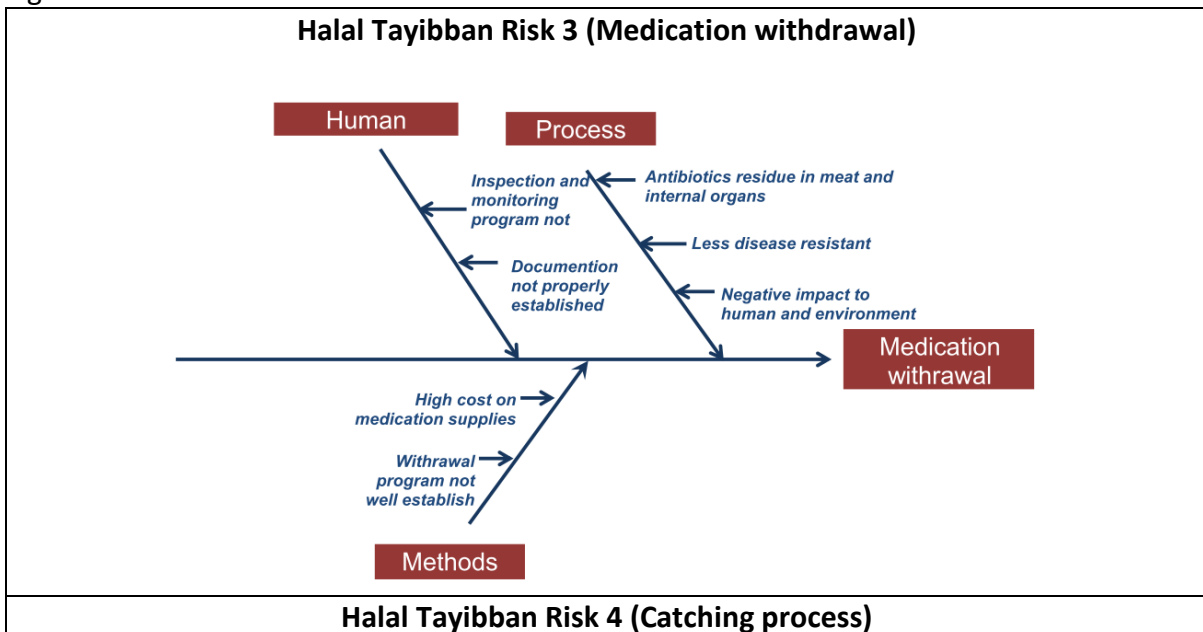 Halal Tayibban Risk 3 (Medication withdrawal)
Human
Process
Inspection and
monitoring
program not
Documention
not properly
established
Antibiotics residue in meat and
internal organs
Less disease resistant
Negative impact to
human and environment
Medication
withrawal
High cost on
medication supplies
Withrawal
program not
well establish
Methods
Halal Tayibban Risk 4 (Catching process)